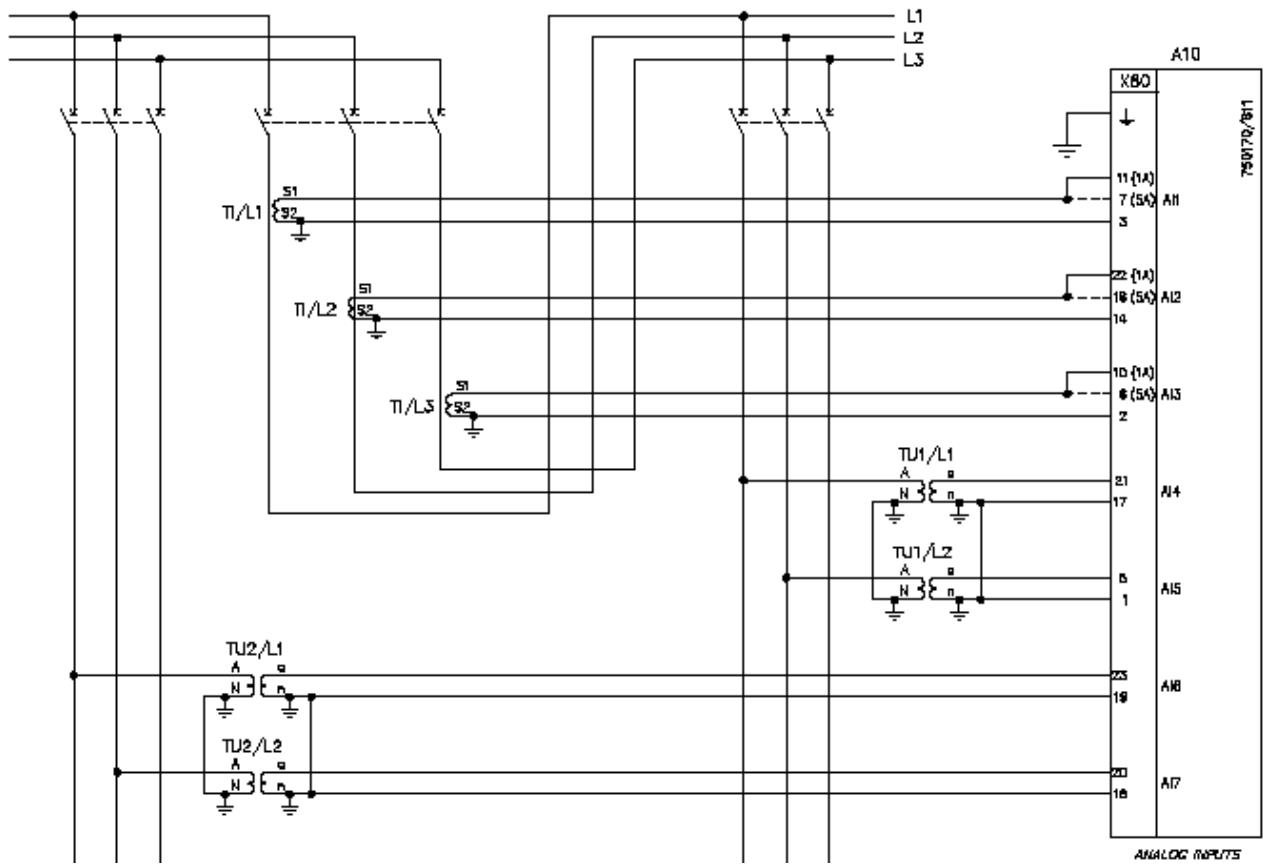 L1
L2
L3
A10
X80
S1
TI/L1
S2
11 (1A)
7 (5A) AI1
3
S1
TI/L2
S2
22 (1A)
18 (5A) AI2
14
S1
TI/L3
S2
10 (1A)
6 (5A) AI3
2
TU1/L1
A a
N n
21
17
AI4
TU1/L2
A a
N n
5
1
AI5
TU2/L1
A a
N n
23
19
AI6
TU2/L2
A a
N n
20
16
AI7
ANALOG INPUTS